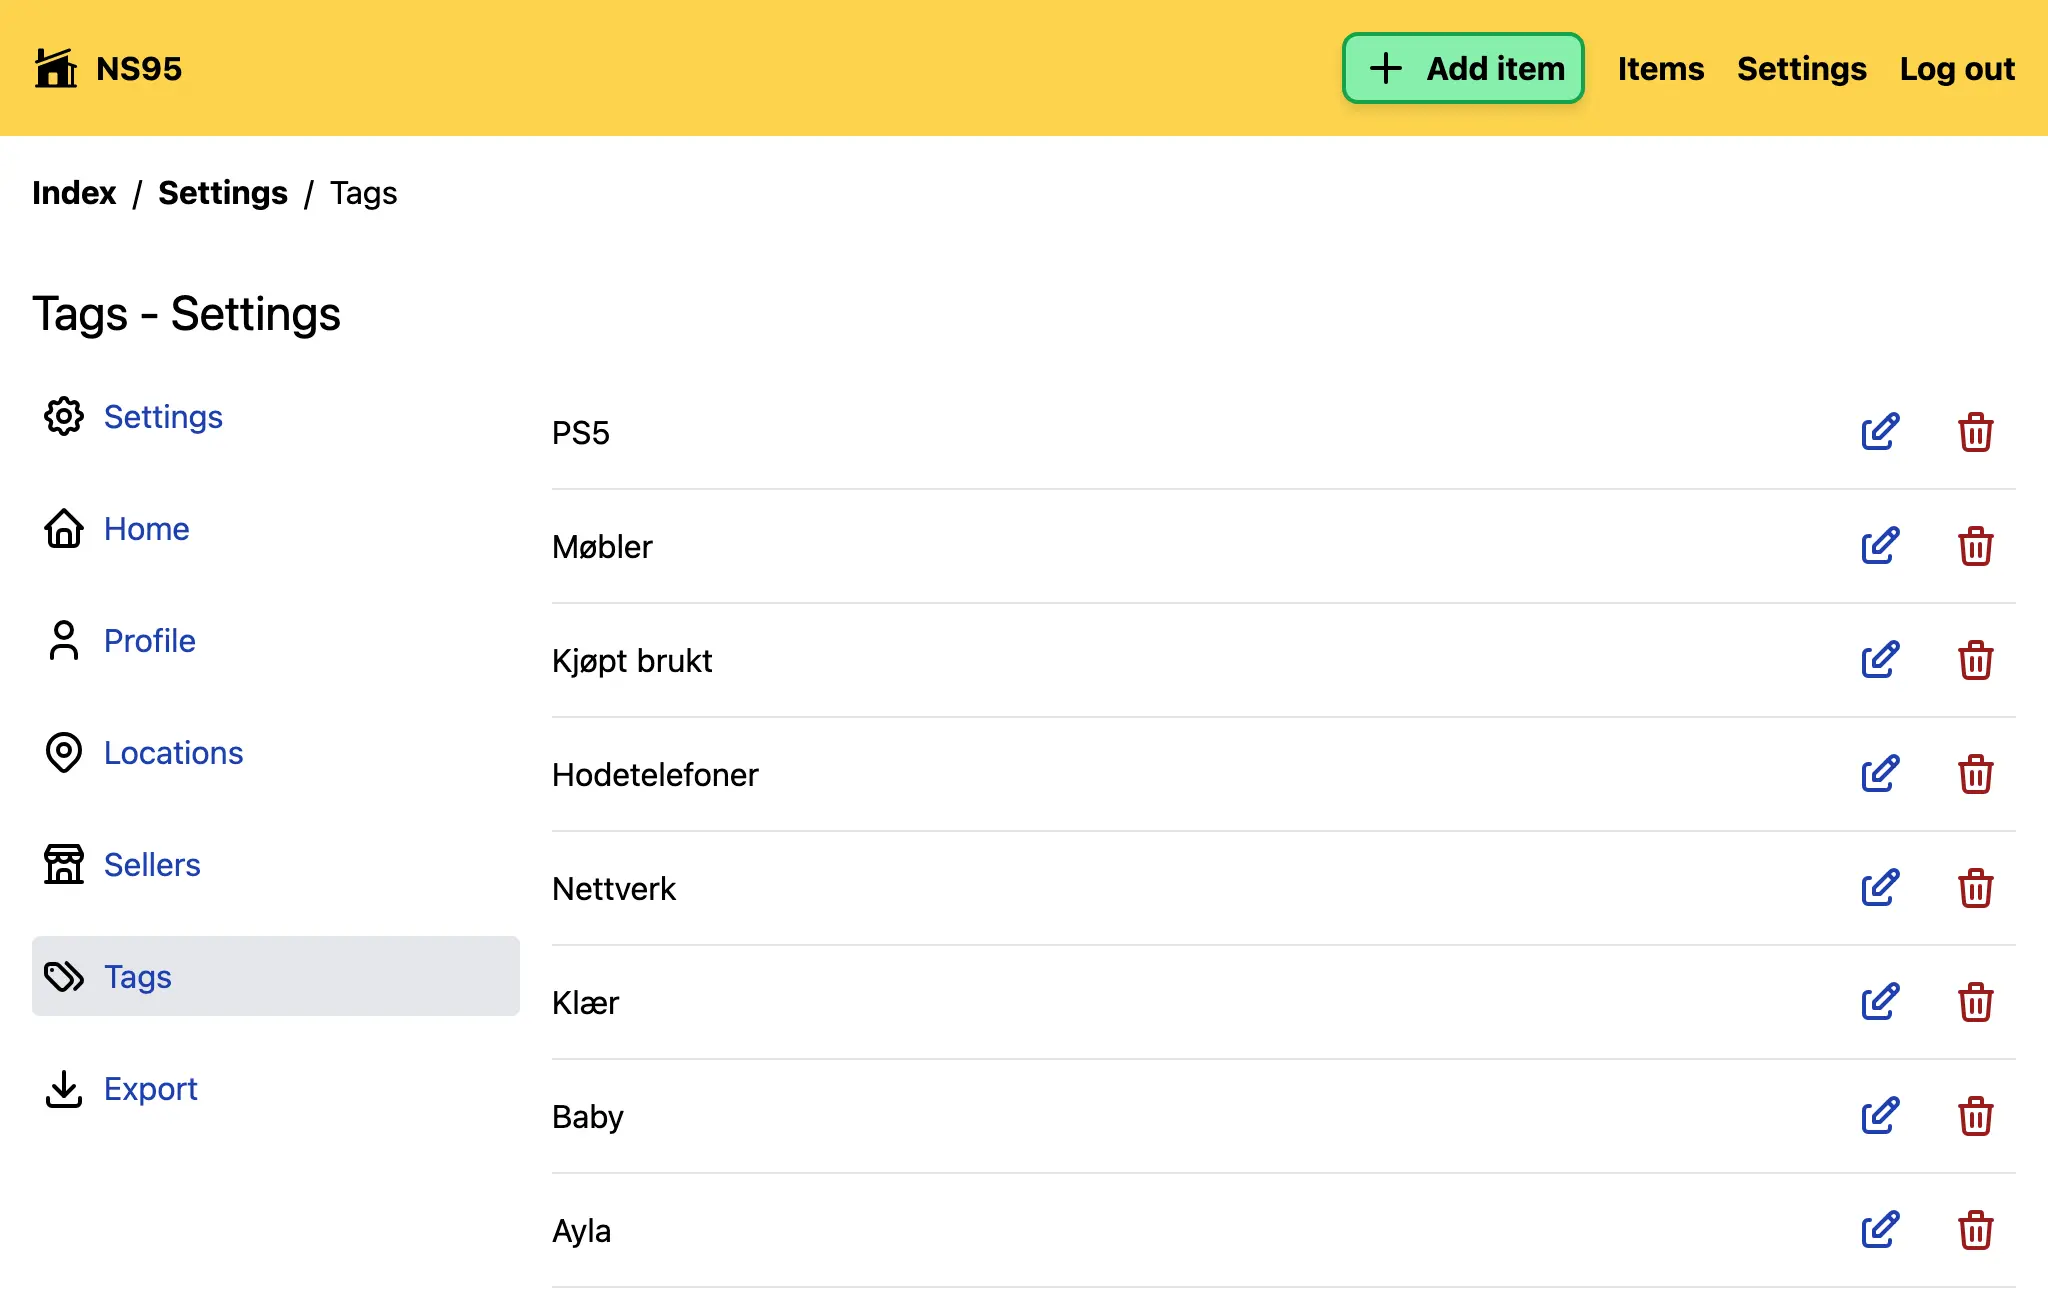 NS95
Add item
Items
Settings
Log out
Index / Settings / Tags
Tags - Settings
Settings
Home
Profile
Locations
Sellers
Tags
Export
PS5
Møbler
Kjøpt brukt
Hodetelefoner
Nettverk
Klær
Baby
Ayla